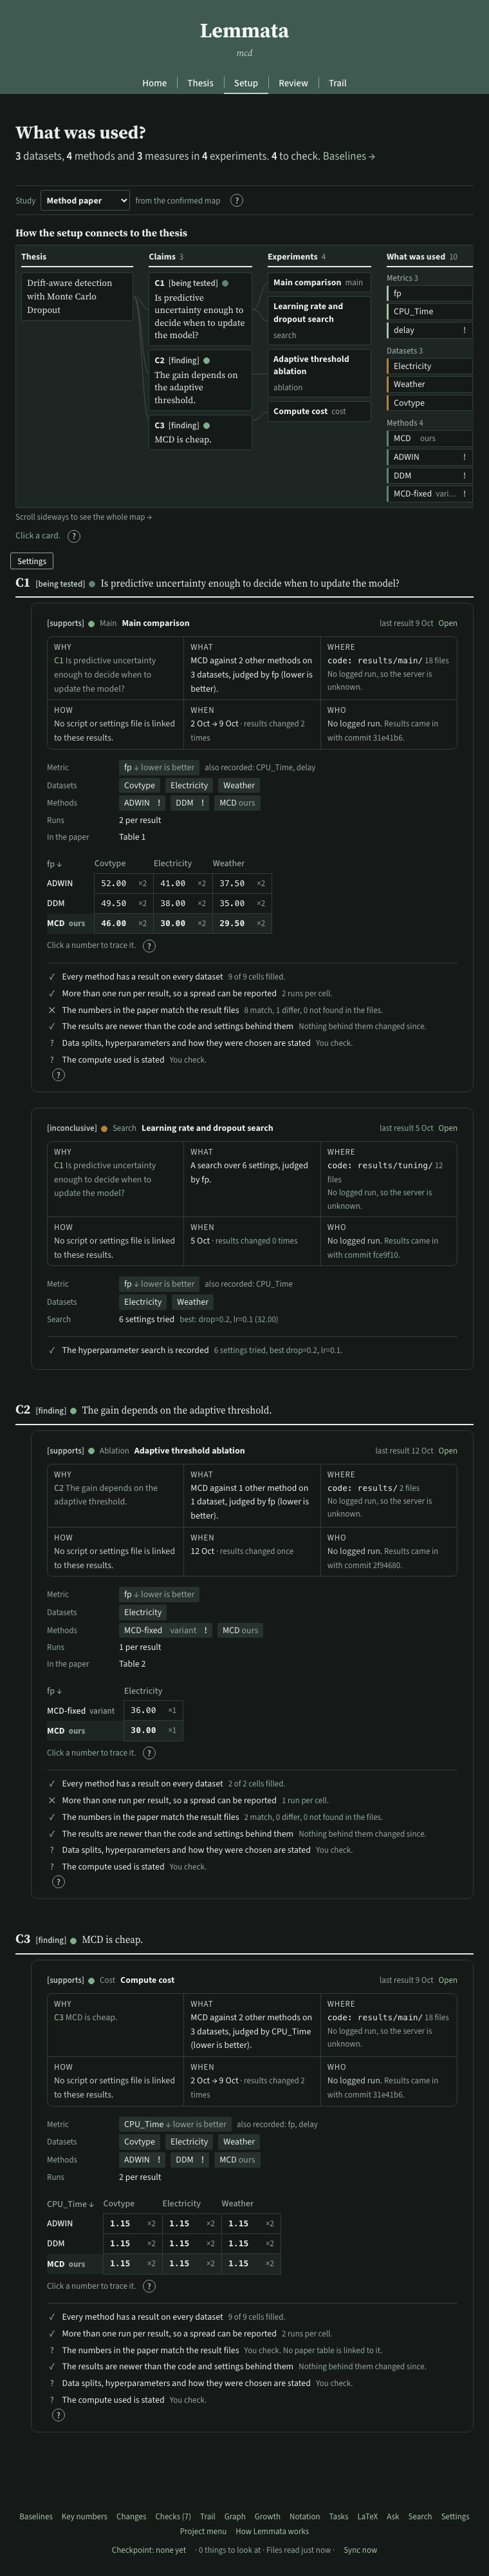 Lemmata
mcd
Home Thesis Setup Review Trail
What was used?
3 datasets, 4 methods and 3 measures in 4 experiments. 4 to check. Baselines →
Study Method paper from the confirmed map ?
How the setup connects to the thesis
Thesis
Drift-aware detection
with Monte Carlo
Dropout
Claims 3
C1 [being tested]
Is predictive
uncertainty enough to
decide when to update
the model?
C2 [finding]
The gain depends on
the adaptive
threshold.
C3 [finding]
MCD is cheap.
Experiments 4
Main comparison main
Learning rate and
dropout search
search
Adaptive threshold
ablation
ablation
Compute cost cost
What was used 10
Metrics 3
fp
CPU_Time
delay !
Datasets 3
Electricity
Weather
Covtype
Methods 4
MCD ours
ADWIN !
DDM !
MCD-fixed vari... !
Scroll sideways to see the whole map →
Click a card. ?
Settings
C1 [being tested] Is predictive uncertainty enough to decide when to update the model?
[supports] Main Main comparison last result 9 Oct Open
WHY
C1 Is predictive uncertainty
enough to decide when to
update the model?
WHAT
MCD against 2 other methods on
3 datasets, judged by fp (lower is
better).
WHERE
code: results/main/ 18 files
No logged run, so the server is
unknown.
HOW
No script or settings file is linked
to these results.
WHEN
2 Oct → 9 Oct · results changed 2
times
WHO
No logged run. Results came in
with commit 31e41b6.
Metric fp ↓ lower is better also recorded: CPU_Time, delay
Datasets Covtype Electricity Weather
Methods ADWIN ! DDM ! MCD ours
Runs 2 per result
In the paper Table 1
fp ↓ Covtype Electricity Weather
ADWIN 52.00 ×2 41.00 ×2 37.50 ×2
DDM 49.50 ×2 38.00 ×2 35.00 ×2
MCD ours 46.00 ×2 30.00 ×2 29.50 ×2
Click a number to trace it. ?
✓ Every method has a result on every dataset 9 of 9 cells filled.
✓ More than one run per result, so a spread can be reported 2 runs per cell.
✕ The numbers in the paper match the result files 8 match, 1 differ, 0 not found in the files.
✓ The results are newer than the code and settings behind them Nothing behind them changed since.
? Data splits, hyperparameters and how they were chosen are stated You check.
? The compute used is stated You check.
?
[inconclusive] Search Learning rate and dropout search last result 5 Oct Open
WHY
C1 Is predictive uncertainty
enough to decide when to
update the model?
WHAT
A search over 6 settings, judged
by fp.
WHERE
code: results/tuning/ 12
files
No logged run, so the server is
unknown.
HOW
No script or settings file is linked
to these results.
WHEN
5 Oct · results changed 0 times
WHO
No logged run. Results came in
with commit fce9f10.
Metric fp ↓ lower is better also recorded: CPU_Time
Datasets Electricity Weather
Search 6 settings tried best: drop=0.2, lr=0.1 (32.00)
✓ The hyperparameter search is recorded 6 settings tried, best drop=0.2, lr=0.1.
C2 [finding] The gain depends on the adaptive threshold.
[supports] Ablation Adaptive threshold ablation last result 12 Oct Open
WHY
C2 The gain depends on the
adaptive threshold.
WHAT
MCD against 1 other method on
1 dataset, judged by fp (lower is
better).
WHERE
code: results/ 2 files
No logged run, so the server is
unknown.
HOW
No script or settings file is linked
to these results.
WHEN
12 Oct · results changed once
WHO
No logged run. Results came in
with commit 2f94680.
Metric fp ↓ lower is better
Datasets Electricity
Methods MCD-fixed variant ! MCD ours
Runs 1 per result
In the paper Table 2
fp ↓ Electricity
MCD-fixed variant 36.00 ×1
MCD ours 30.00 ×1
Click a number to trace it. ?
✓ Every method has a result on every dataset 2 of 2 cells filled.
✕ More than one run per result, so a spread can be reported 1 run per cell.
✓ The numbers in the paper match the result files 2 match, 0 differ, 0 not found in the files.
✓ The results are newer than the code and settings behind them Nothing behind them changed since.
? Data splits, hyperparameters and how they were chosen are stated You check.
? The compute used is stated You check.
?
C3 [finding] MCD is cheap.
[supports] Cost Compute cost last result 9 Oct Open
WHY
C3 MCD is cheap.
WHAT
MCD against 2 other methods on
3 datasets, judged by CPU_Time
(lower is better).
WHERE
code: results/main/ 18 files
No logged run, so the server is
unknown.
HOW
No script or settings file is linked
to these results.
WHEN
2 Oct → 9 Oct · results changed 2
times
WHO
No logged run. Results came in
with commit 31e41b6.
Metric CPU_Time ↓ lower is better also recorded: fp, delay
Datasets Covtype Electricity Weather
Methods ADWIN ! DDM ! MCD ours
Runs 2 per result
CPU_Time ↓ Covtype Electricity Weather
ADWIN 1.15 ×2 1.15 ×2 1.15 ×2
DDM 1.15 ×2 1.15 ×2 1.15 ×2
MCD ours 1.15 ×2 1.15 ×2 1.15 ×2
Click a number to trace it. ?
✓ Every method has a result on every dataset 9 of 9 cells filled.
✓ More than one run per result, so a spread can be reported 2 runs per cell.
? The numbers in the paper match the result files You check. No paper table is linked to it.
✓ The results are newer than the code and settings behind them Nothing behind them changed since.
? Data splits, hyperparameters and how they were chosen are stated You check.
? The compute used is stated You check.
?
Baselines Key numbers Changes Checks (7) Trail Graph Growth Notation Tasks LaTeX Ask Search Settings
Project menu How Lemmata works
Checkpoint: none yet · 0 things to look at · Files read just now · Sync now